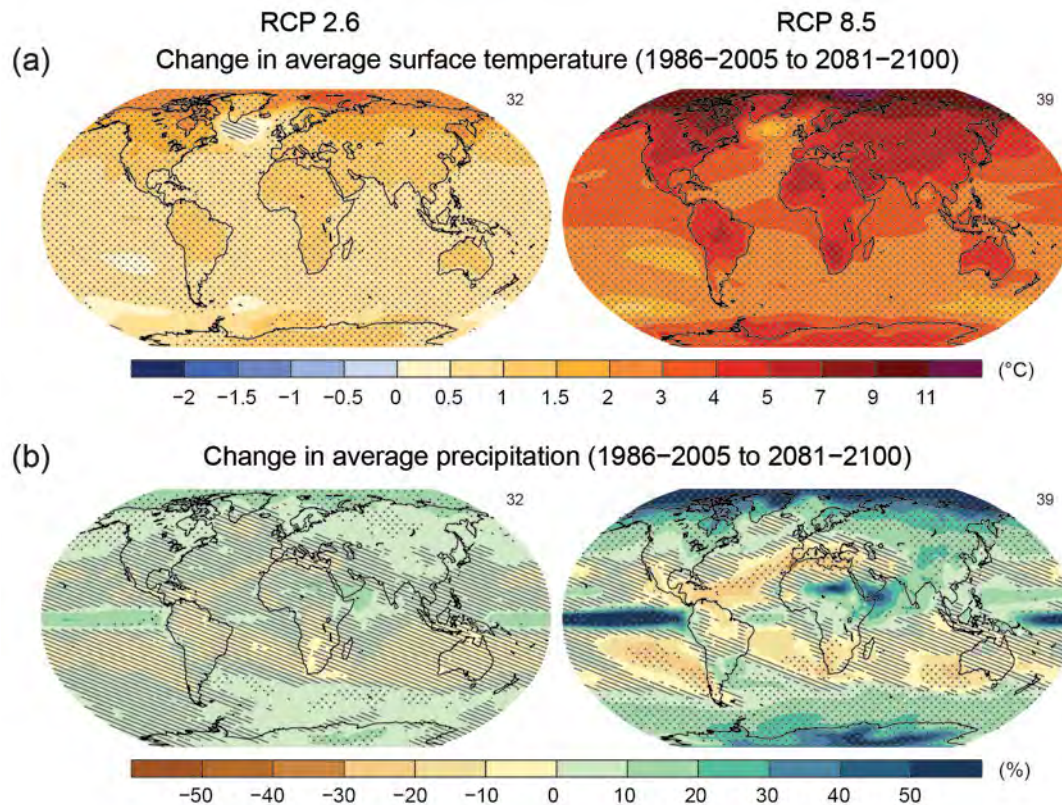 RCP 2.6 RCP 8.5
(a) Change in average surface temperature (1986−2005 to 2081−2100)
32 39
(°C)
−2 −1.5 −1 −0.5 0 0.5 1 1.5 2 3 4 5 7 9 11
(b) Change in average precipitation (1986−2005 to 2081−2100)
32 39
(%)
−50 −40 −30 −20 −10 0 10 20 30 40 50